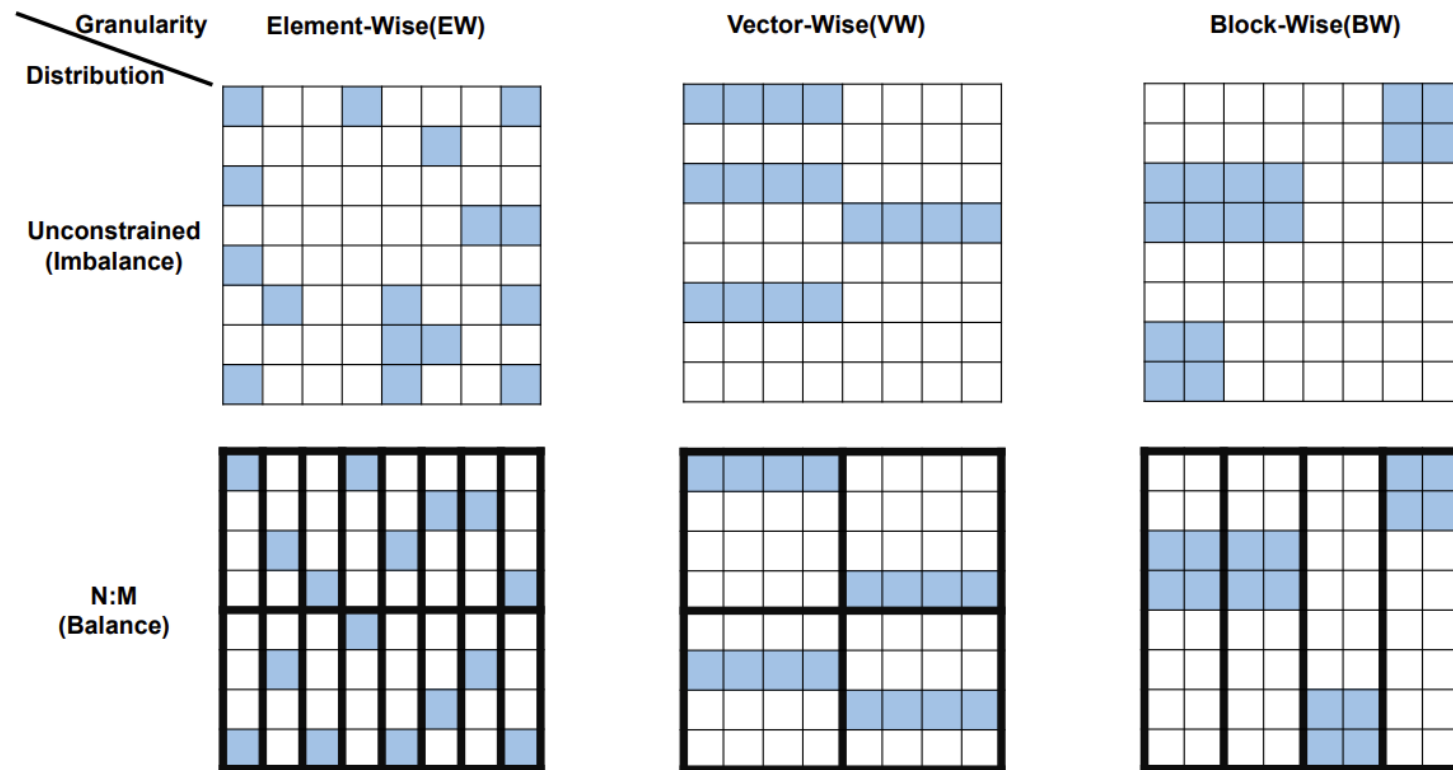 Granularity
Element-Wise(EW)
Vector-Wise(VW)
Block-Wise(BW)
Distribution
Unconstrained
(Imbalance)
N:M
(Balance)